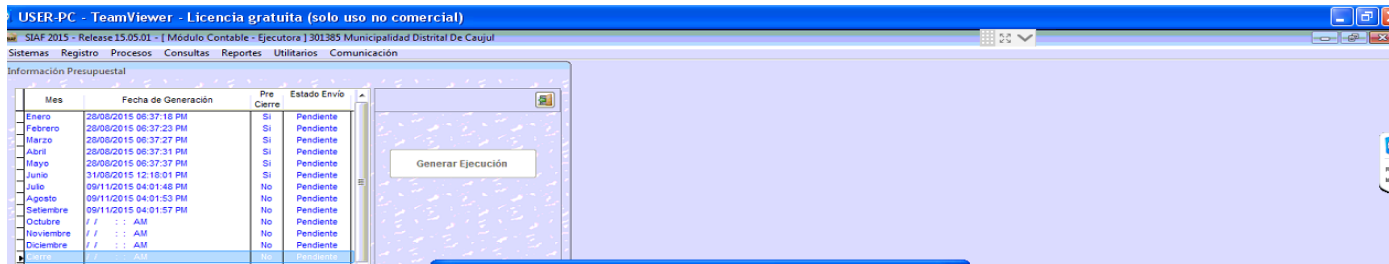 USER-PC - TeamViewer - Licencia gratuita (solo uso no comercial)
SIAF 2015 - Release 15.05.01 - [ Módulo Contable - Ejecutora ] 301385 Municipalidad Distrital De Caujul
Sistemas Registro Procesos Consultas Reportes Utilitarios Comunicación
Información Presupuestal
Mes Fecha de Generación Pre Cierre Estado Envío
Enero 28/08/2015 06:37:18 PM Si Pendiente
Febrero 28/08/2015 06:37:23 PM Si Pendiente
Marzo 28/08/2015 06:37:27 PM Si Pendiente
Abril 28/08/2015 06:37:31 PM Si Pendiente
Mayo 28/08/2015 06:37:37 PM Si Pendiente
Generar Ejecución
Junio 31/08/2015 12:18:01 PM Si Pendiente
Julio 09/11/2015 04:01:48 PM No Pendiente
Agosto 09/11/2015 04:01:53 PM No Pendiente
Setiembre 09/11/2015 04:01:57 PM No Pendiente
Octubre / / : : AM No Pendiente
Noviembre / / : : AM No Pendiente
Diciembre / / : : AM No Pendiente
Cierre / / : : AM No Pendiente